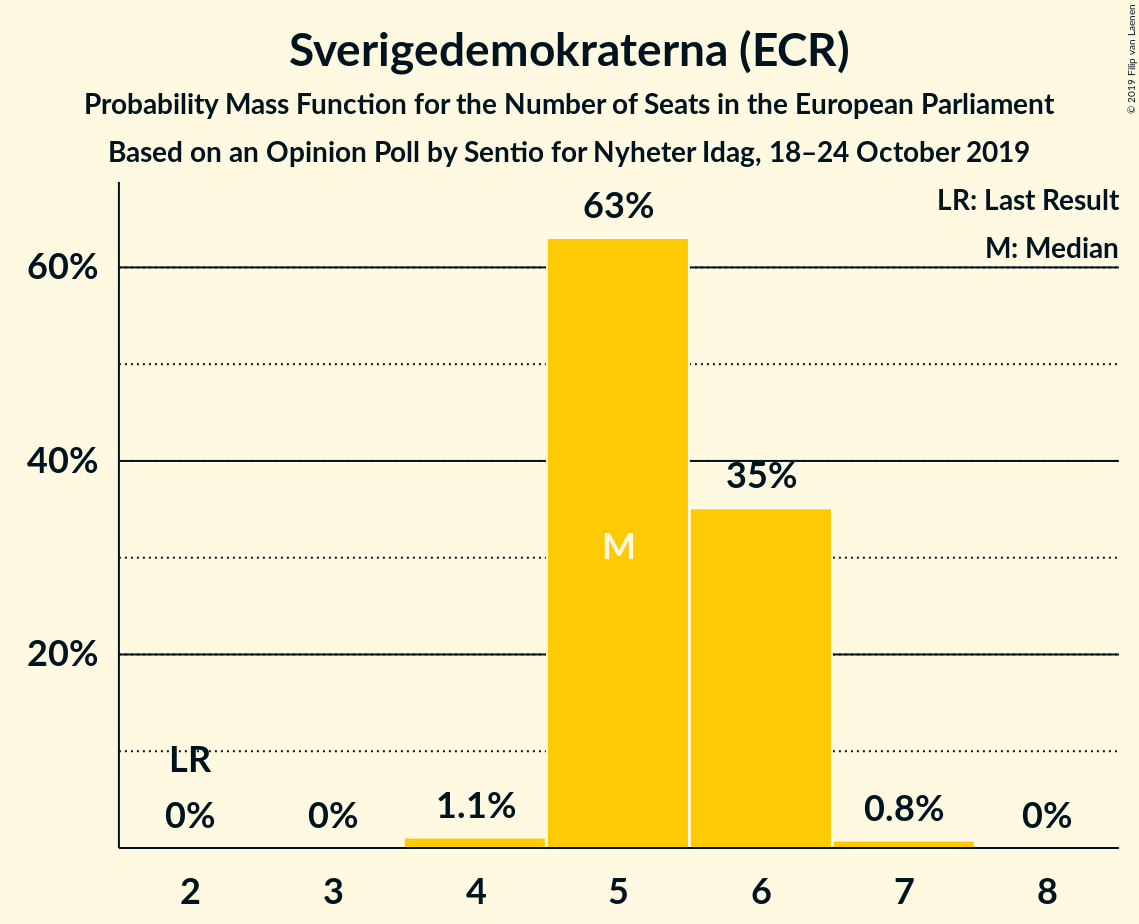 Sverigedemokraterna (ECR)
Probability Mass Function for the Number of Seats in the European Parliament
Based on an Opinion Poll by Sentio for Nyheter Idag, 18–24 October 2019
© 2019 Filip van Laenen
LR: Last Result
M: Median
63%
60%
40%
35%
M
20%
LR
0%
0%
1.1%
0.8%
0%
2 3 4 5 6 7 8